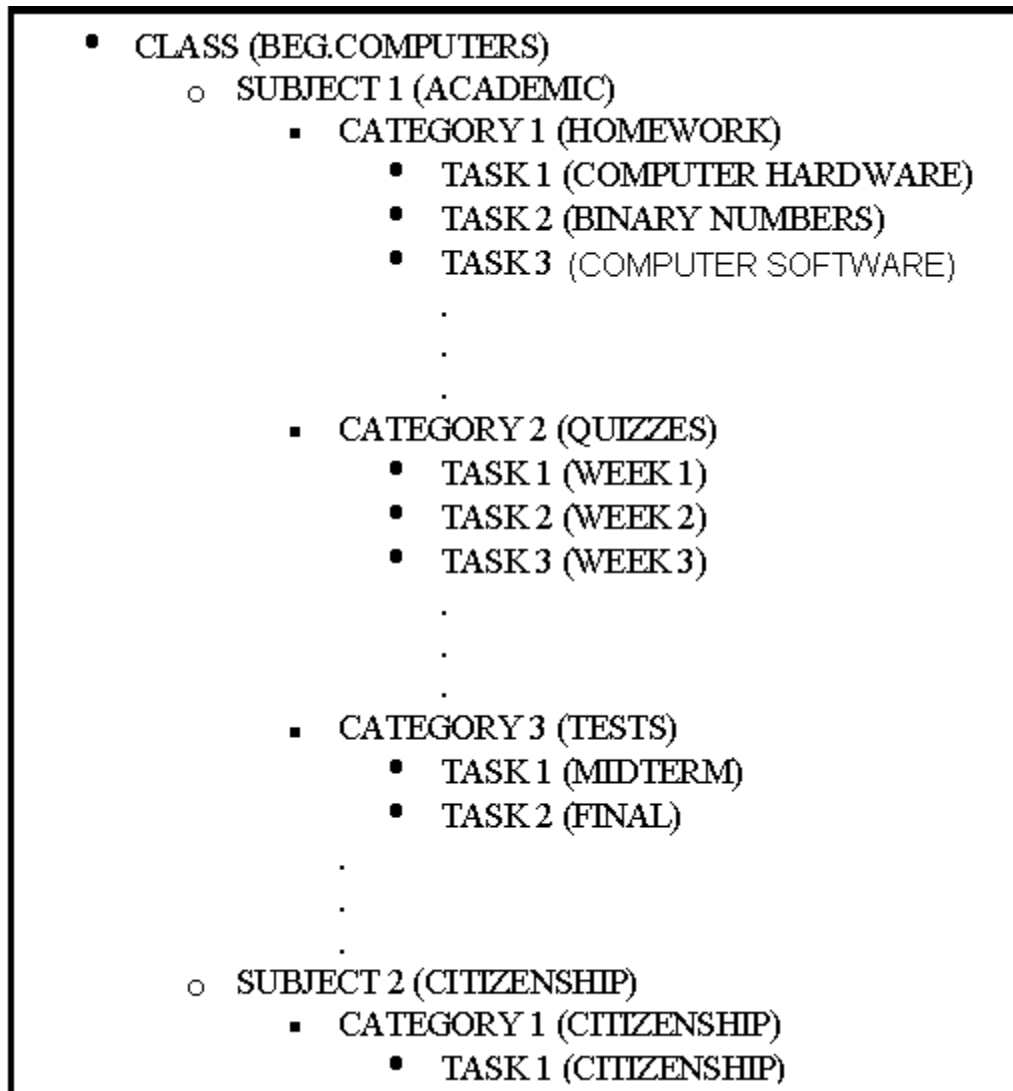 • CLASS (BEG.COMPUTERS)
o SUBJECT 1 (ACADEMIC)
▪ CATEGORY 1 (HOMEWORK)
• TASK 1 (COMPUTER HARDWARE)
• TASK 2 (BINARY NUMBERS)
• TASK 3 (COMPUTER SOFTWARE)
.
.
.
▪ CATEGORY 2 (QUIZZES)
• TASK 1 (WEEK 1)
• TASK 2 (WEEK 2)
• TASK 3 (WEEK 3)
.
.
.
▪ CATEGORY 3 (TESTS)
• TASK 1 (MIDTERM)
• TASK 2 (FINAL)
.
.
.
o SUBJECT 2 (CITIZENSHIP)
▪ CATEGORY 1 (CITIZENSHIP)
• TASK 1 (CITIZENSHIP)